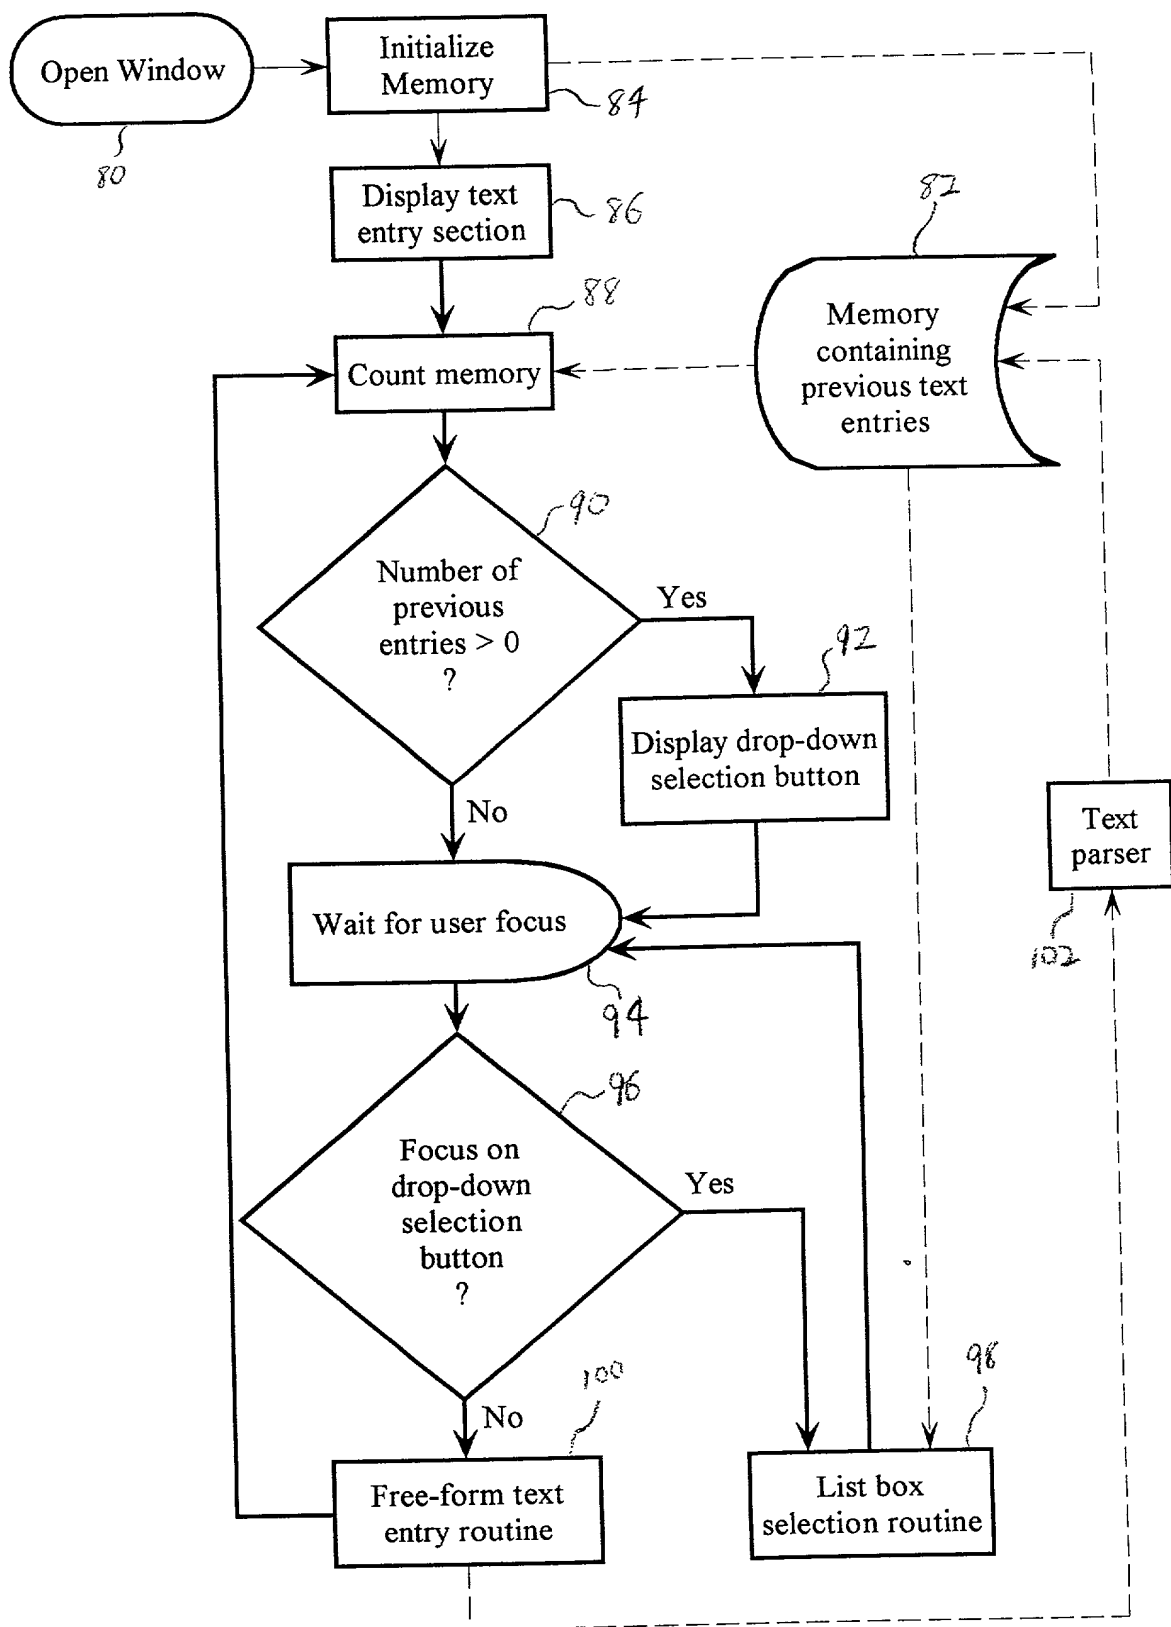 Open Window
80
Initialize
Memory
84
Display text
entry section
86
82
Memory
containing
previous text
entries
88
Count memory
90
Number of
previous
entries > 0
?
Yes
92
Display drop-down
selection button
No
Text
parser
102
Wait for user focus
94
96
Focus on
drop-down
selection
button
?
Yes
No
100
98
Free-form text
entry routine
List box
selection routine